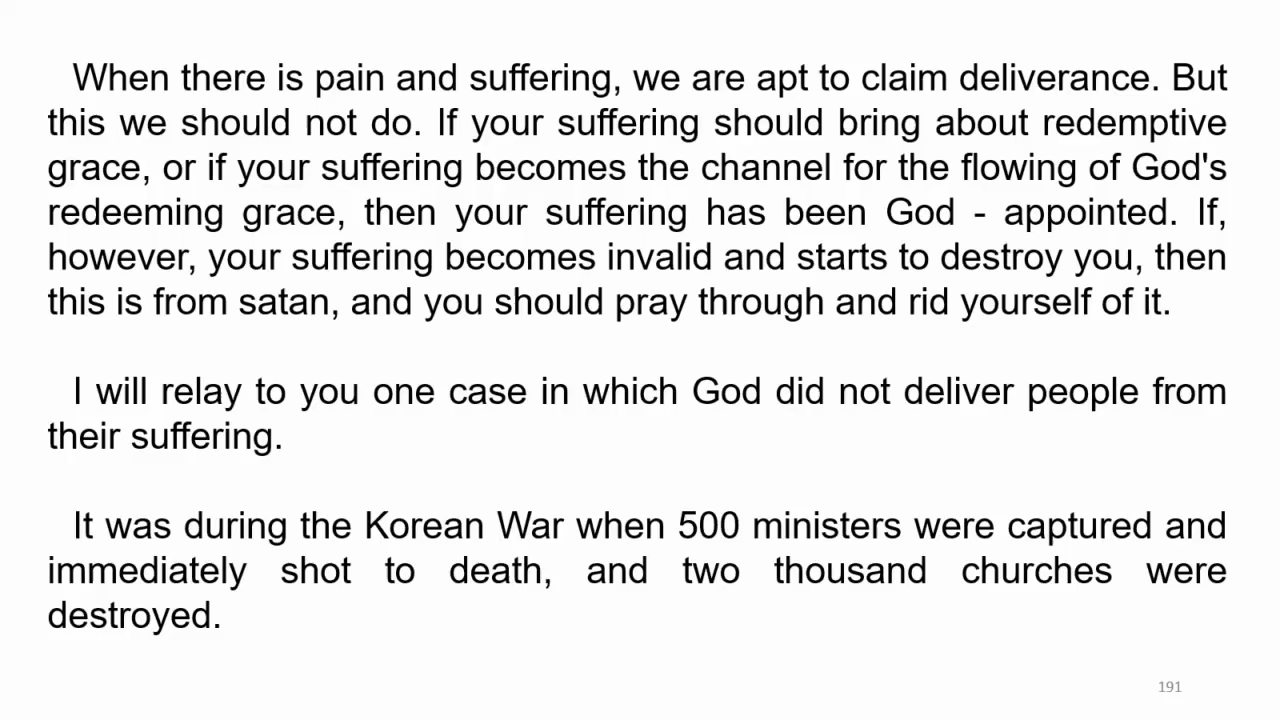 When there is pain and suffering, we are apt to claim deliverance. But
this we should not do. If your suffering should bring about redemptive
grace, or if your suffering becomes the channel for the flowing of God's
redeeming grace, then your suffering has been God - appointed. If,
however, your suffering becomes invalid and starts to destroy you, then
this is from satan, and you should pray through and rid yourself of it.
I will relay to you one case in which God did not deliver people from
their suffering.
It was during the Korean War when 500 ministers were captured and
immediately shot to death, and two thousand churches were
destroyed.
191